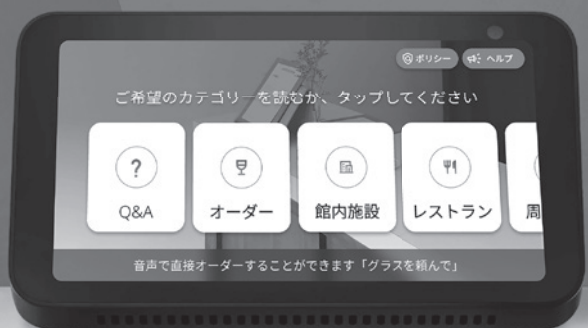 ポリシー
ヘルプ
ご希望のカテゴリーを読むか、タップしてください
Q&A
オーダー
館内施設
レストラン
周
音声で直接オーダーすることができます「グラスを頼んで」